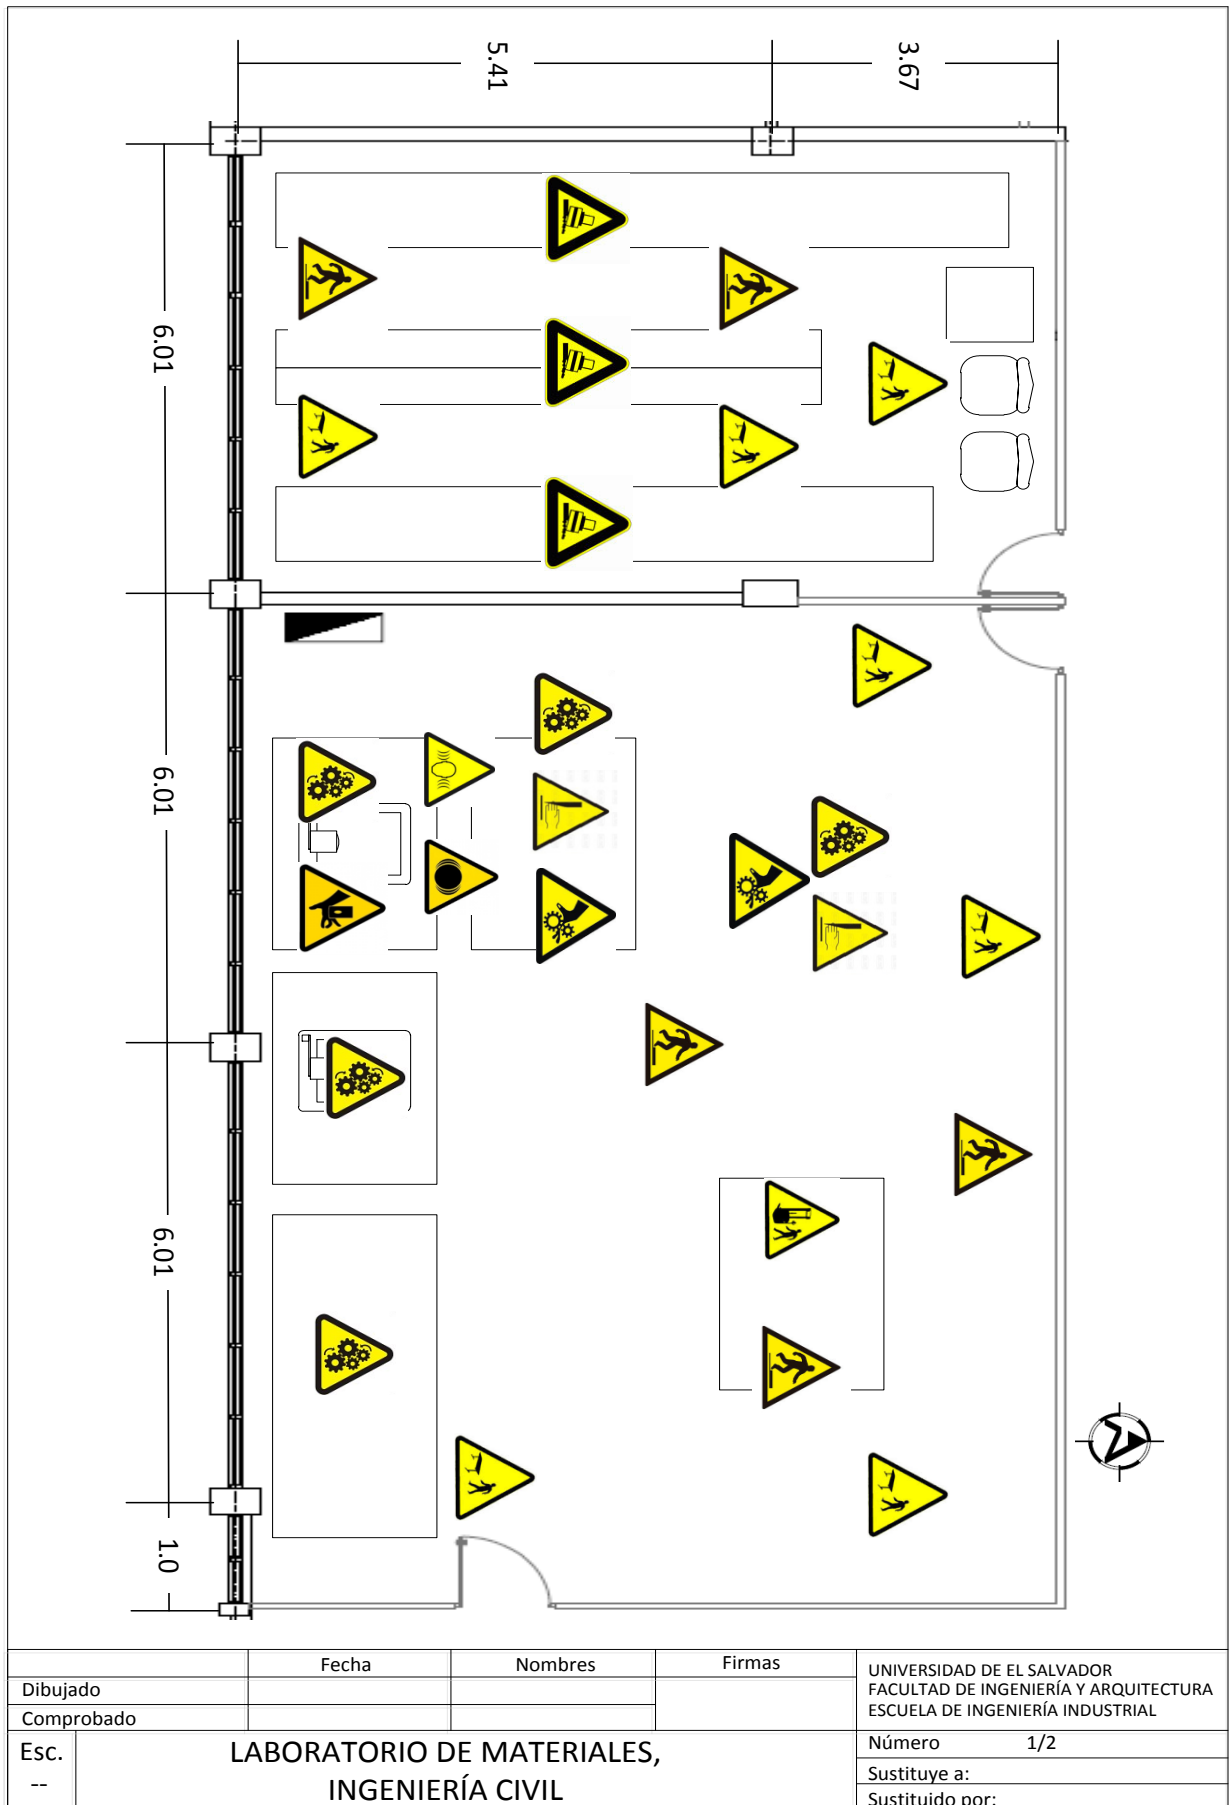 5.41
3.67
6.01
6.01
6.01
1.0
Fecha Nombres Firmas
Dibujado
Comprobado
UNIVERSIDAD DE EL SALVADOR
FACULTAD DE INGENIERÍA Y ARQUITECTURA
ESCUELA DE INGENIERÍA INDUSTRIAL
Esc.
--
LABORATORIO DE MATERIALES,
INGENIERÍA CIVIL
Número 1/2
Sustituye a:
Sustituido por: